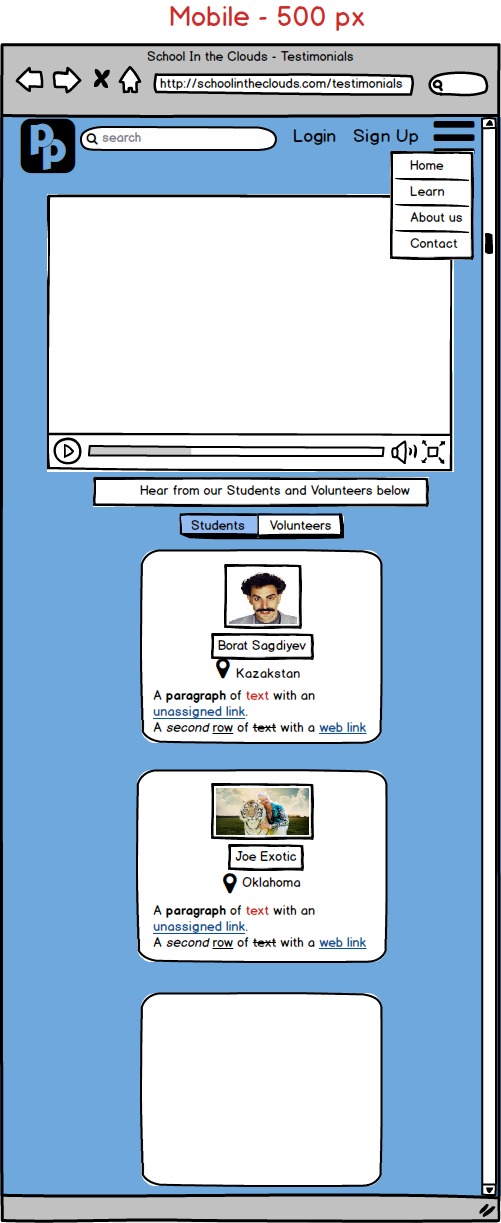 Mobile - 500 px
School In the Clouds - Testimonials
http://schoolintheclouds.com/testimonials
PP
search
Login
Sign Up
Home
Learn
About us
Contact
Hear from our Students and Volunteers below
Students
Volunteers
Borat Sagdiyev
Kazakstan
A paragraph of text with an
unassigned link.
A second row of text with a web link
Joe Exotic
Oklahoma
A paragraph of text with an
unassigned link.
A second row of text with a web link